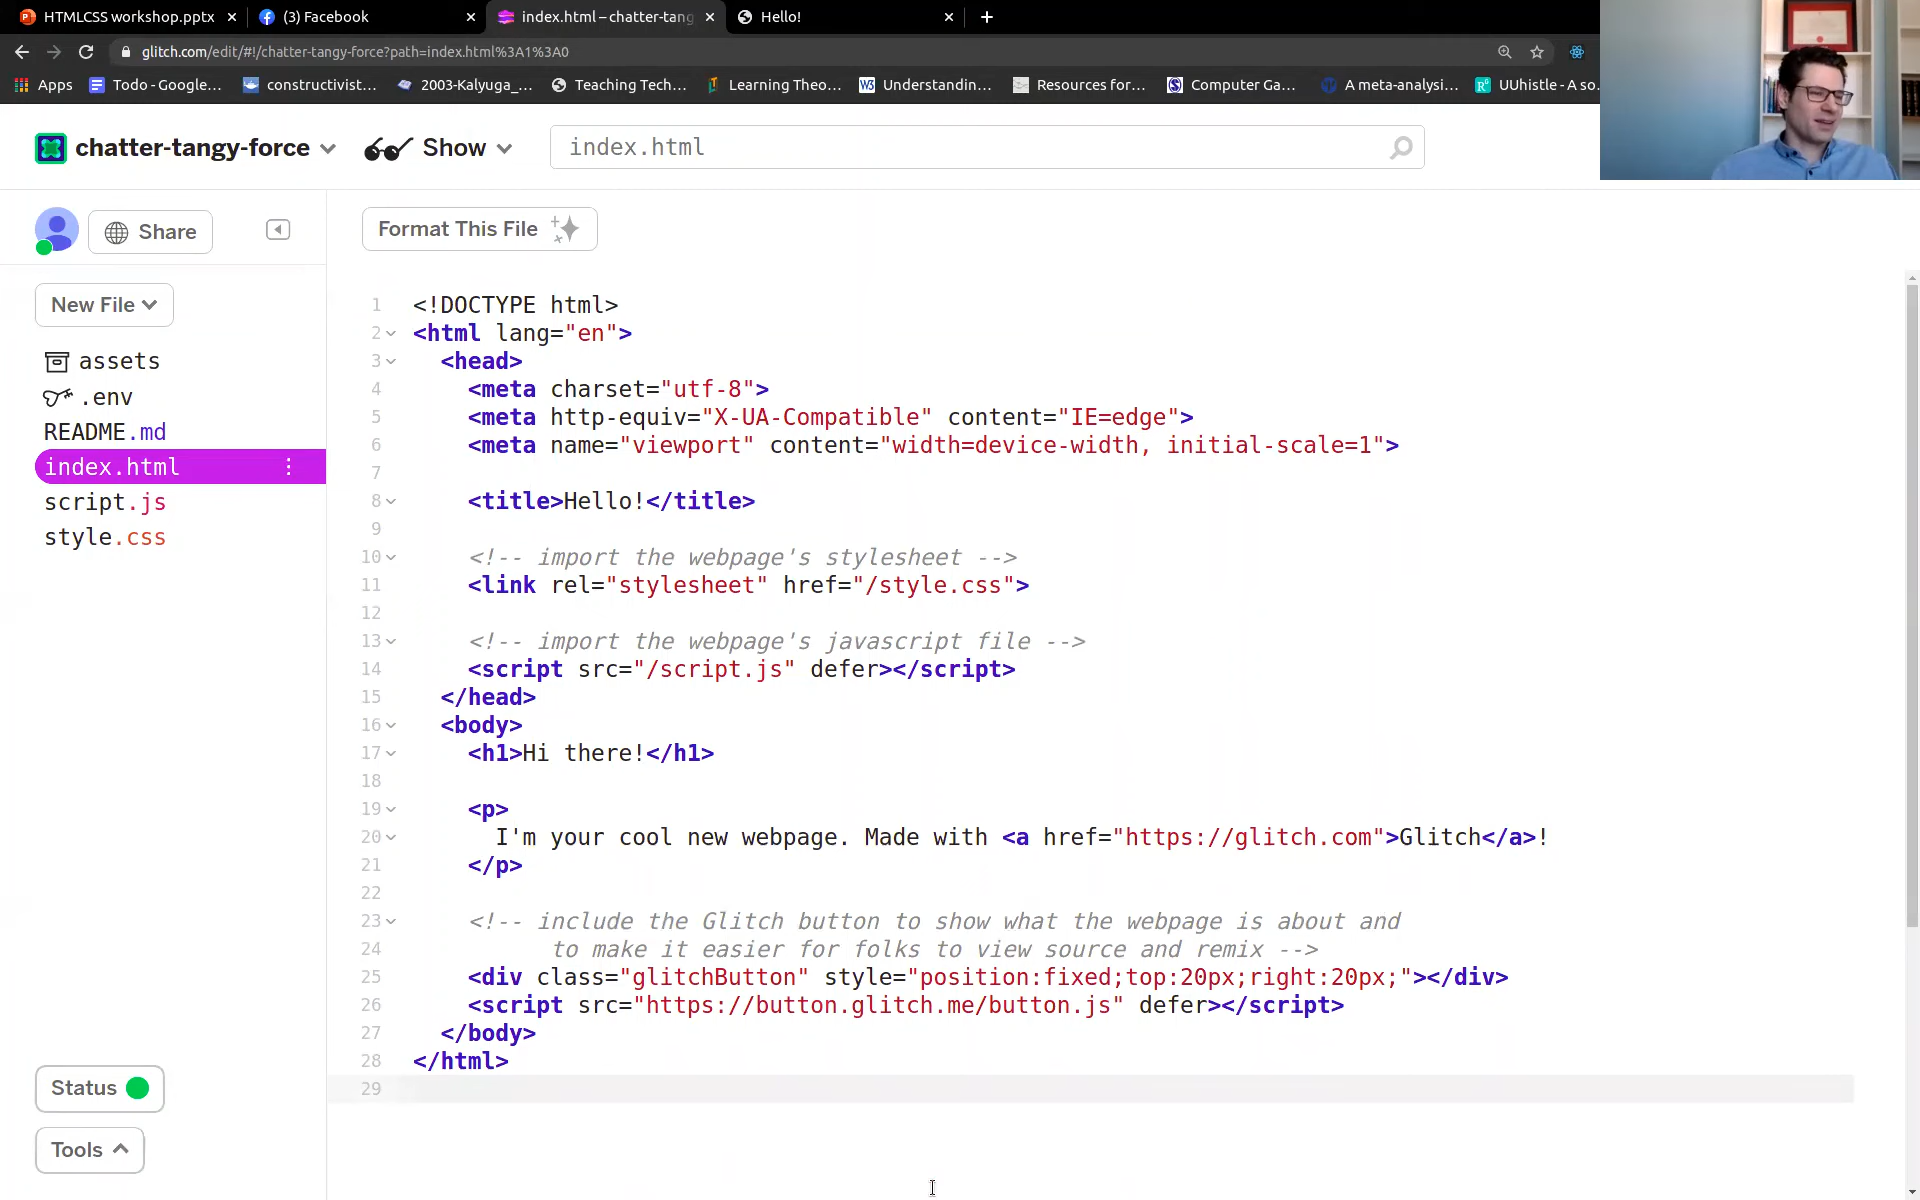 HTMLCSS workshop.pptx
(3) Facebook
index.html – chatter-tang
Hello!
glitch.com/edit/#!/chatter-tangy-force?path=index.html%3A1%3A0
Apps
Todo - Google...
constructivist...
2003-Kalyuga_...
Teaching Tech...
Learning Theo...
W3 Understandin...
Resources for...
Computer Ga...
A meta-analysi...
UUhistle - A so
chatter-tangy-force
Show
index.html
Share
Format This File
New File
assets
.env
README.md
index.html
script.js
style.css
Status
Tools
1 <!DOCTYPE html>
2 <html lang="en">
3 <head>
4 <meta charset="utf-8">
5 <meta http-equiv="X-UA-Compatible" content="IE=edge">
6 <meta name="viewport" content="width=device-width, initial-scale=1">
7
8 <title>Hello!</title>
9
10 <!-- import the webpage's stylesheet -->
11 <link rel="stylesheet" href="/style.css">
12
13 <!-- import the webpage's javascript file -->
14 <script src="/script.js" defer></script>
15 </head>
16 <body>
17 <h1>Hi there!</h1>
18
19 <p>
20 I'm your cool new webpage. Made with <a href="https://glitch.com">Glitch</a>!
21 </p>
22
23 <!-- include the Glitch button to show what the webpage is about and
24 to make it easier for folks to view source and remix -->
25 <div class="glitchButton" style="position:fixed;top:20px;right:20px;"></div>
26 <script src="https://button.glitch.me/button.js" defer></script>
27 </body>
28 </html>
29